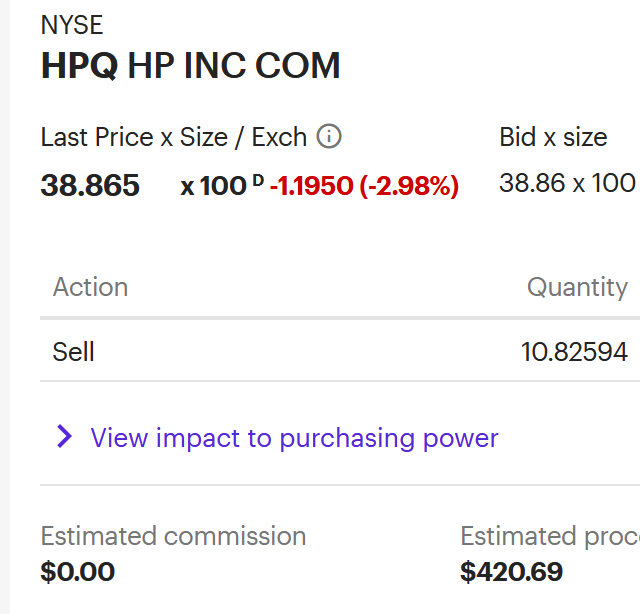 NYSE
HPQ HP INC COM
Last Price x Size / Exch
Bid x size
38.865 x 100 D -1.1950 (-2.98%)
38.86 x 100
Action Quantity
Sell 10.82594
View impact to purchasing power
Estimated commission
Estimated proc
$0.00
$420.69